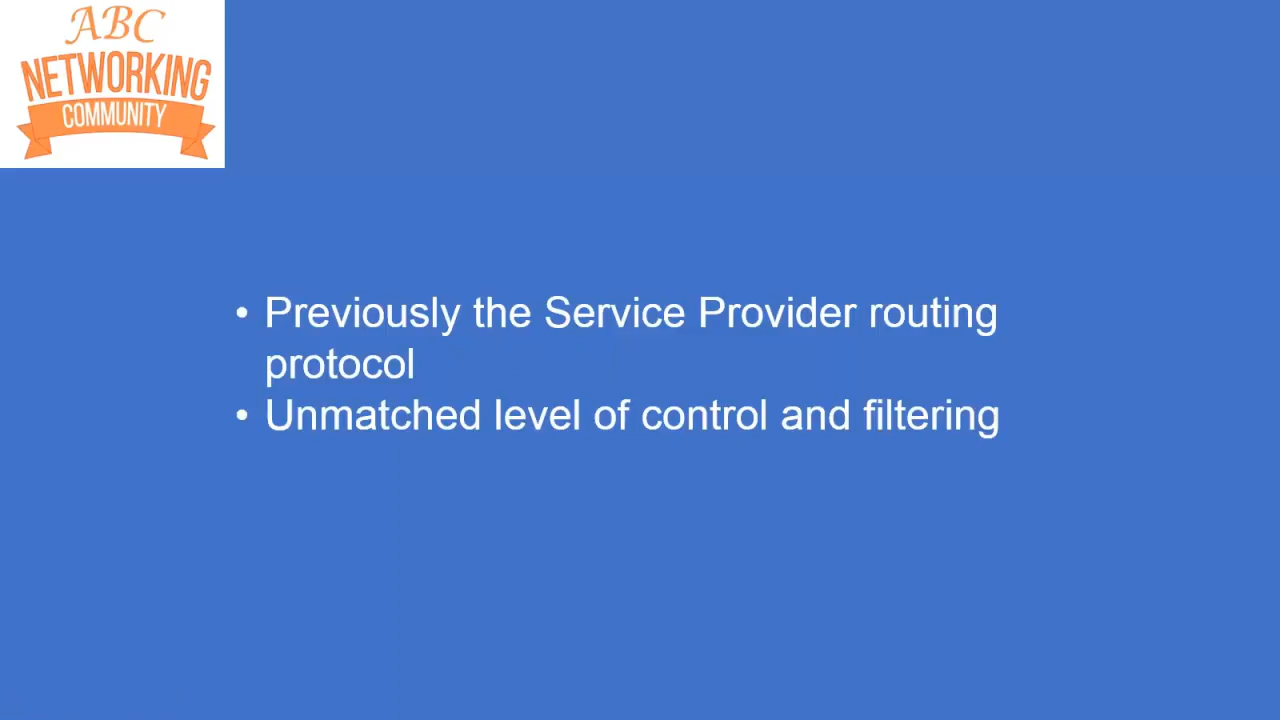 ABC
NETWORKING
COMMUNITY
• Previously the Service Provider routing
protocol
• Unmatched level of control and filtering